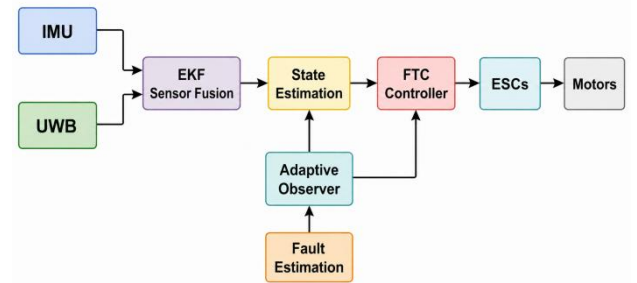 IMU
UWB
EKF
Sensor Fusion
State
Estimation
FTC
Controller
ESCs
Motors
Adaptive
Observer
Fault
Estimation